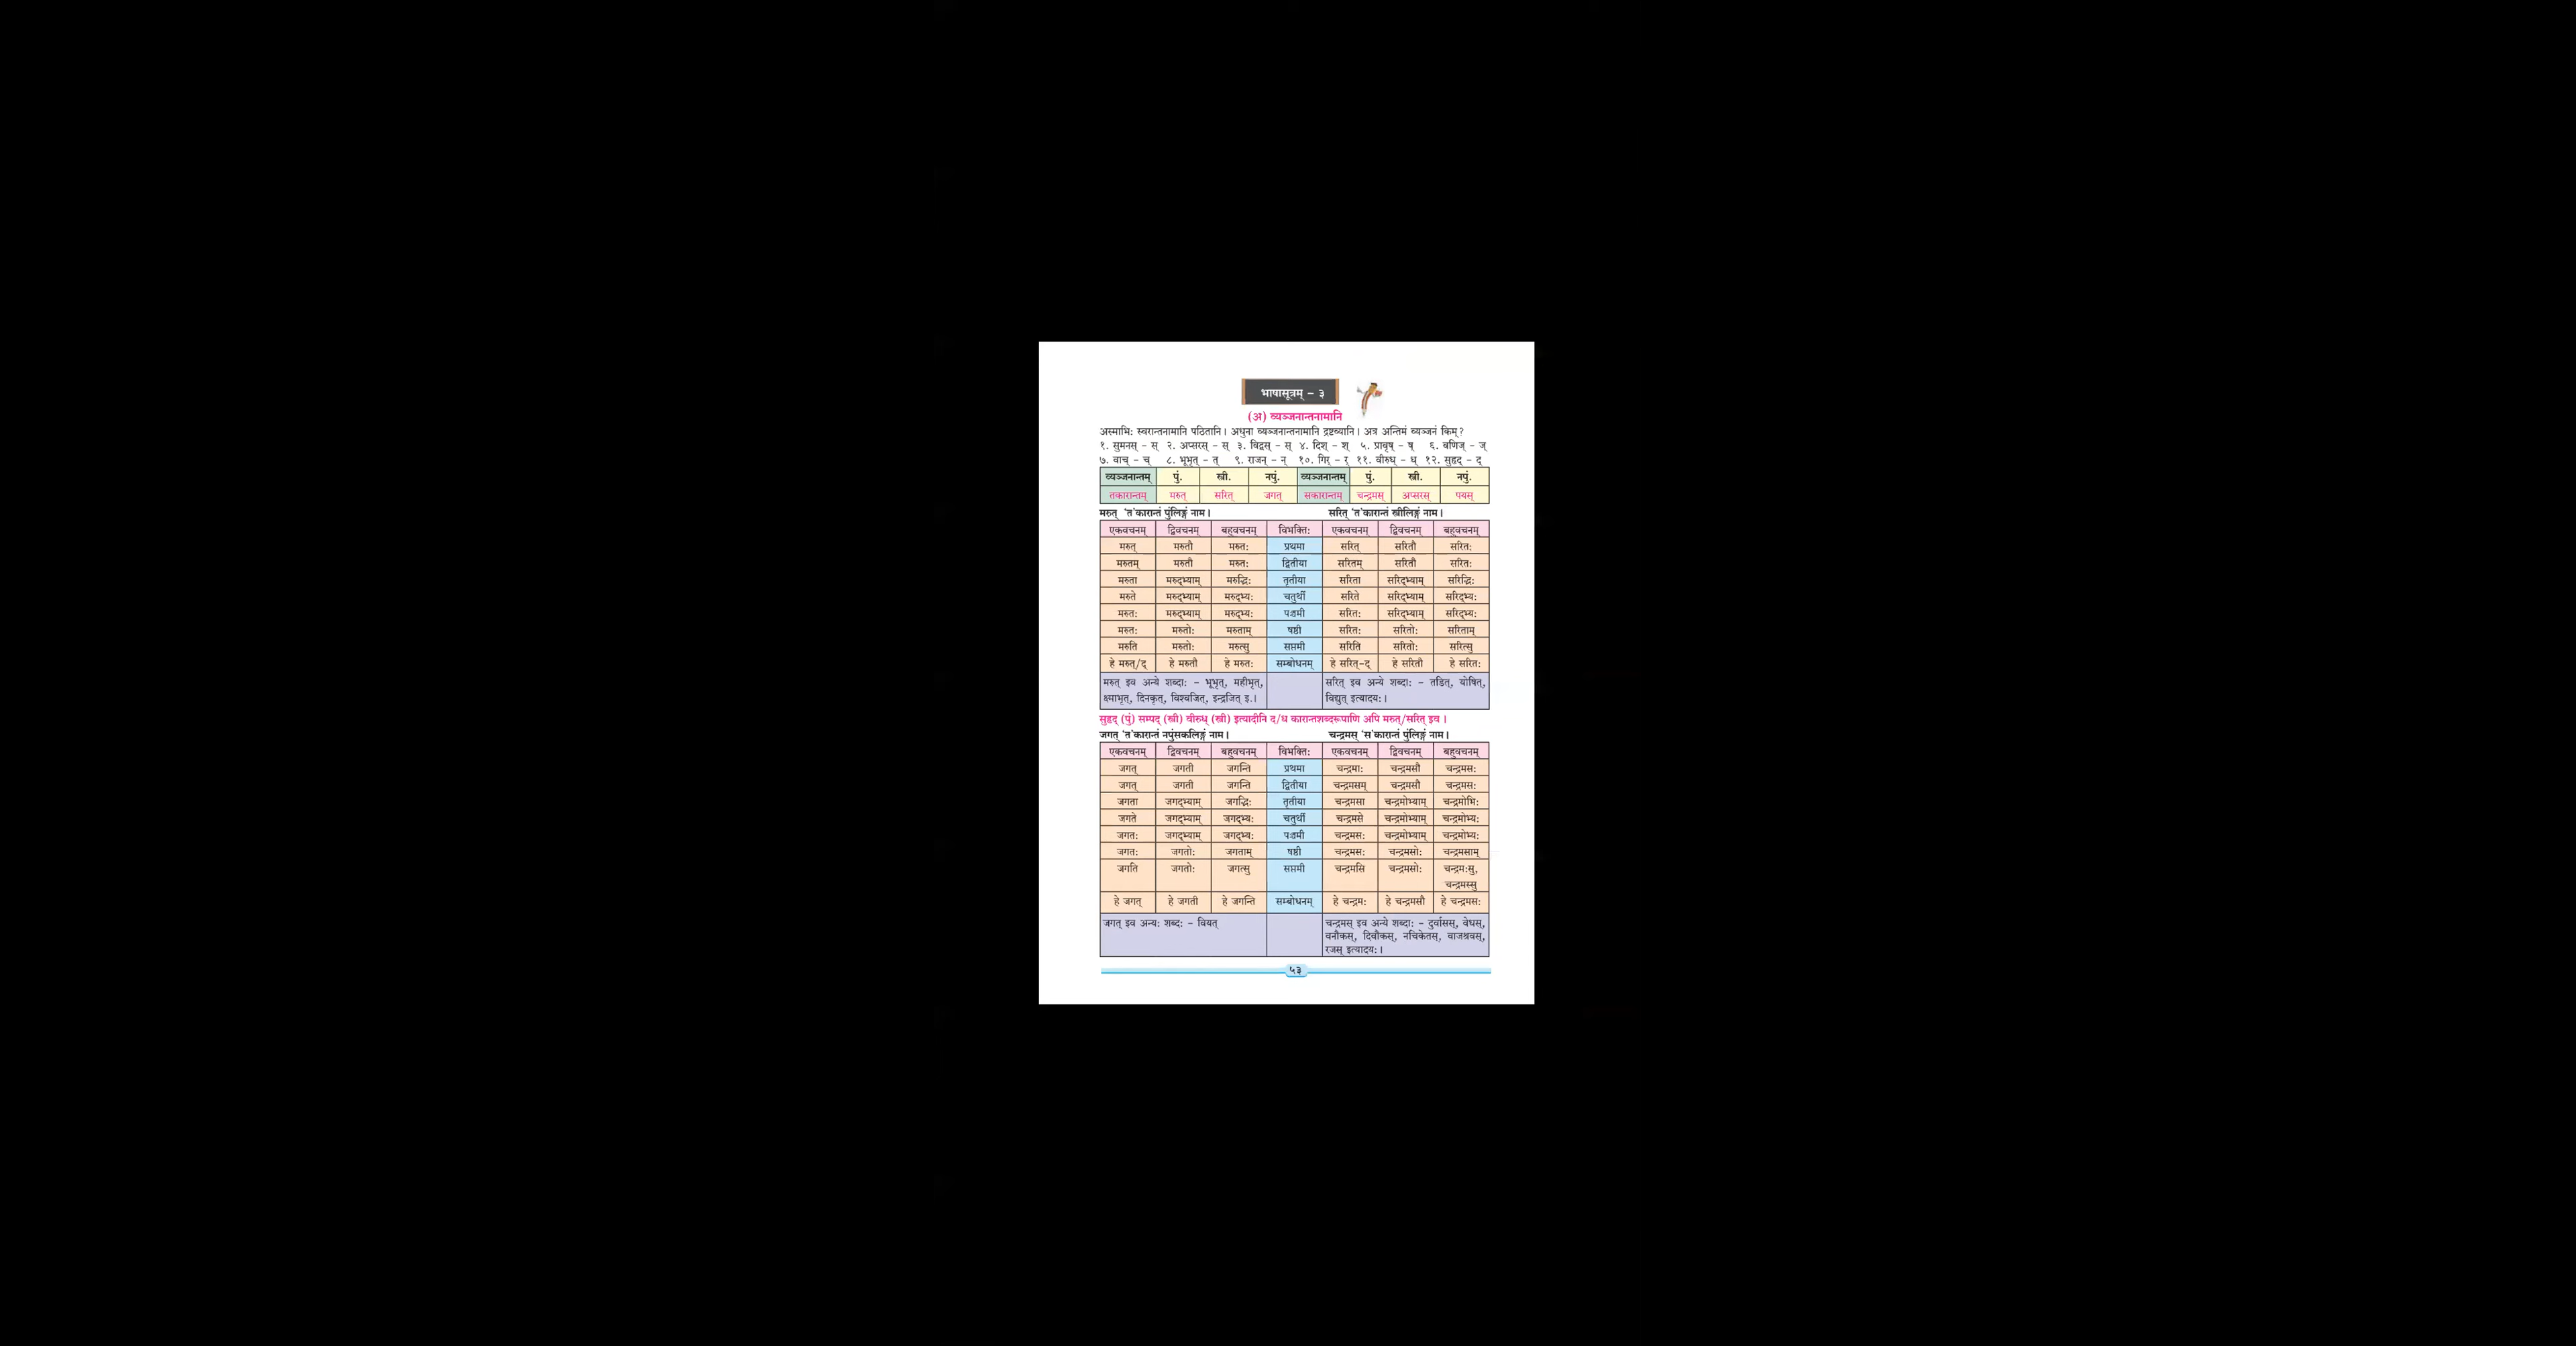 भाषासूत्रम् - ३
(अ) व्यञ्जनान्तनामानि
अस्माभिः स्वरान्तनामानि पठितानि। अधुना व्यञ्जनान्तनामानि द्रष्टव्यानि। अत्र अन्तिमं व्यञ्जनं किम्?
१. सुमनस् - स् २. अप्सरस् - स् ३. विद्वस् - स् ४. दिश् - श् ५. प्रावृष् - ष् ६. वणिज् - ज्
७. वाच् - च् ८. भूभृत् - त् ९. राजन् - न् १०. गिर् - र् ११. वीरुध् - ध् १२. सुहृद् - द्
व्यञ्जनान्तम् पुं. स्त्री. नपुं. व्यञ्जनान्तम् पुं. स्त्री. नपुं.
तकारान्तम् मरुत् सरित् जगत् सकारान्तम् चन्द्रमस् अप्सरस् पयस्
मरुत् 'त'कारान्तं पुंलिङ्गं नाम। सरित् 'त'कारान्तं स्त्रीलिङ्गं नाम।
एकवचनम् द्विवचनम् बहुवचनम् विभक्तिः एकवचनम् द्विवचनम् बहुवचनम्
मरुत् मरुतौ मरुतः प्रथमा सरित् सरितौ सरितः
मरुतम् मरुतौ मरुतः द्वितीया सरितम् सरितौ सरितः
मरुता मरुद्भ्याम् मरुद्भिः तृतीया सरिता सरिद्भ्याम् सरिद्भिः
मरुते मरुद्भ्याम् मरुद्भ्यः चतुर्थी सरिते सरिद्भ्याम् सरिद्भ्यः
मरुतः मरुद्भ्याम् मरुद्भ्यः पञ्चमी सरितः सरिद्भ्याम् सरिद्भ्यः
मरुतः मरुतोः मरुताम् षष्ठी सरितः सरितोः सरिताम्
मरुति मरुतोः मरुत्सु सप्तमी सरिति सरितोः सरित्सु
हे मरुत्/द् हे मरुतौ हे मरुतः सम्बोधनम् हे सरित्-द् हे सरितौ हे सरितः
मरुत् इव अन्ये शब्दाः - भूभृत्, महीभृत्, सरित् इव अन्ये शब्दाः - तडित्, योषित्,
क्ष्माभृत्, दिनकृत्, विश्वजित्, इन्द्रजित् इ.। विद्युत् इत्यादयः।
सुहृद् (पुं) सम्पद् (स्त्री) वीरुध् (स्त्री) इत्यादीनि द/ध कारान्तशब्दरूपाणि अपि मरुत्/सरित् इव ।
जगत् 'त'कारान्तं नपुंसकलिङ्गं नाम। चन्द्रमस् 'स'कारान्तं पुंलिङ्गं नाम।
एकवचनम् द्विवचनम् बहुवचनम् विभक्तिः एकवचनम् द्विवचनम् बहुवचनम्
जगत् जगती जगन्ति प्रथमा चन्द्रमाः चन्द्रमसौ चन्द्रमसः
जगत् जगती जगन्ति द्वितीया चन्द्रमसम् चन्द्रमसौ चन्द्रमसः
जगता जगद्भ्याम् जगद्भिः तृतीया चन्द्रमसा चन्द्रमोभ्याम् चन्द्रमोभिः
जगते जगद्भ्याम् जगद्भ्यः चतुर्थी चन्द्रमसे चन्द्रमोभ्याम् चन्द्रमोभ्यः
जगतः जगद्भ्याम् जगद्भ्यः पञ्चमी चन्द्रमसः चन्द्रमोभ्याम् चन्द्रमोभ्यः
जगतः जगतोः जगताम् षष्ठी चन्द्रमसः चन्द्रमसोः चन्द्रमसाम्
जगति जगतोः जगत्सु सप्तमी चन्द्रमसि चन्द्रमसोः चन्द्रमःसु,
चन्द्रमस्सु
हे जगत् हे जगती हे जगन्ति सम्बोधनम् हे चन्द्रमः हे चन्द्रमसौ हे चन्द्रमसः
जगत् इव अन्यः शब्दः - वियत् चन्द्रमस् इव अन्ये शब्दाः - दुर्वासस्, वेधस्,
वनौकस्, दिवौकस्, नचिकेतस्, वाजश्रवस्,
रजस् इत्यादयः।
५३